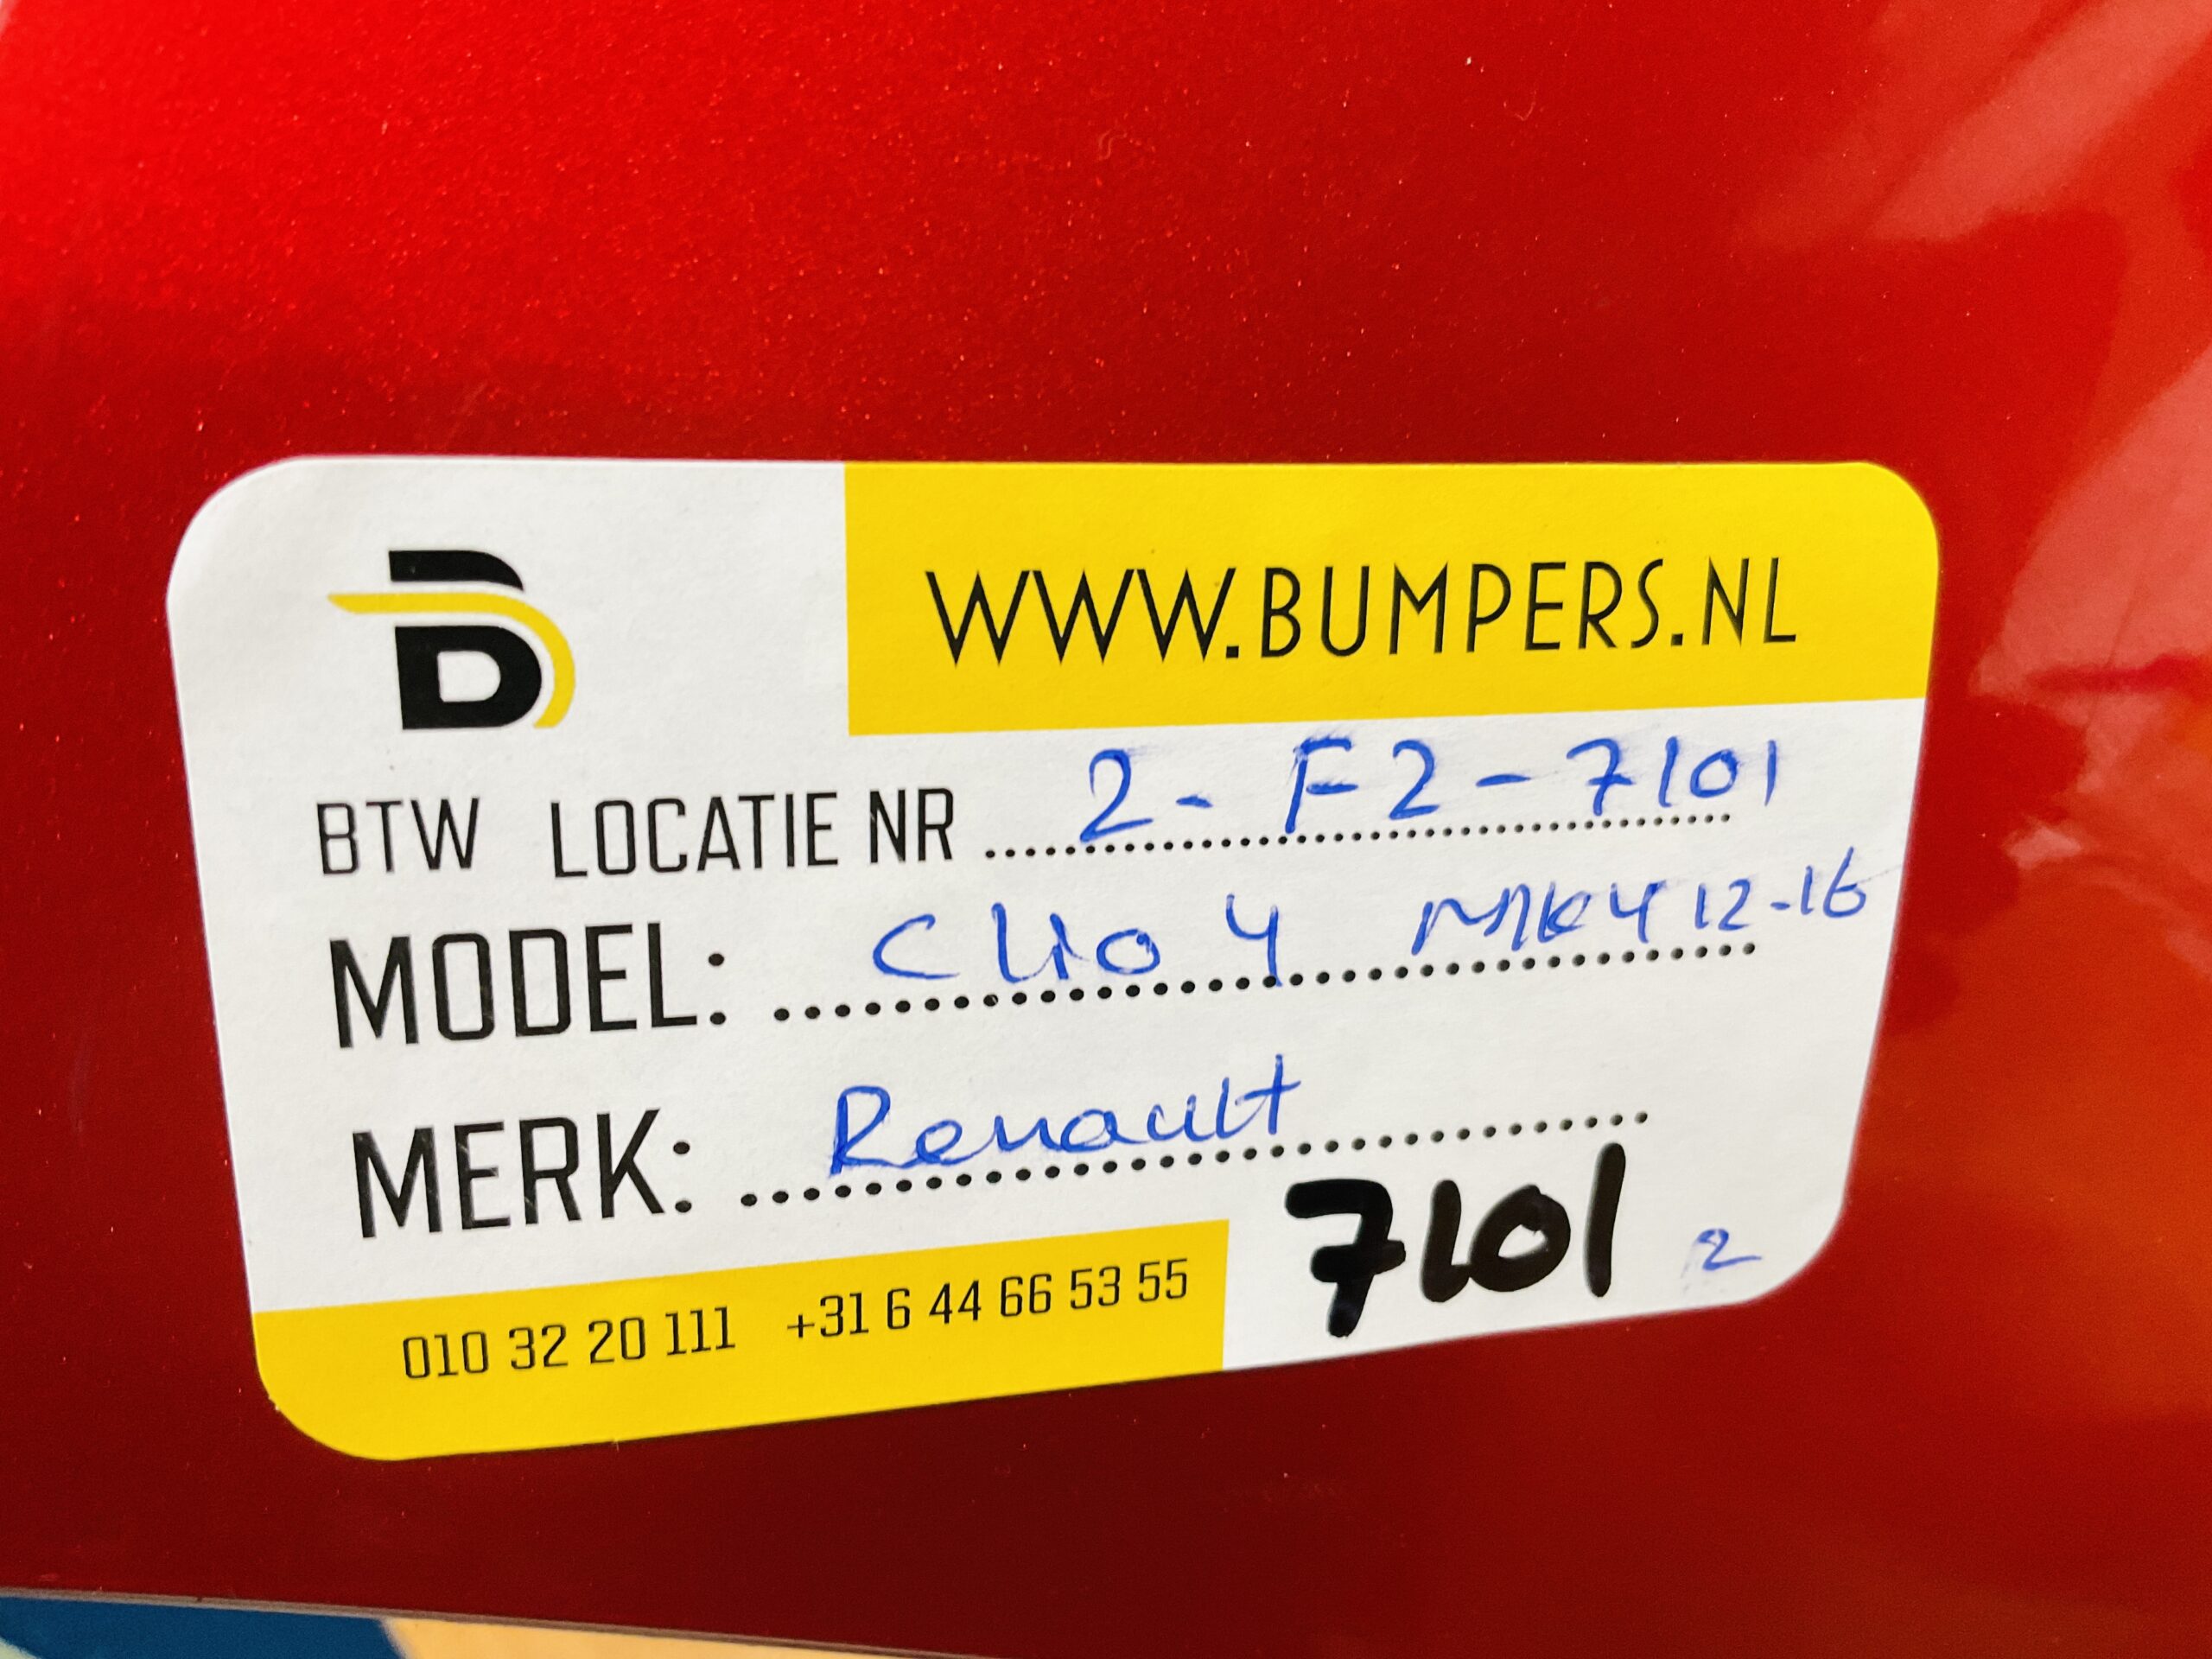 WWW.BUMPERS.NL
BTW LOCATIE NR 2 - F2 - 7101
MODEL: Clio 4 MK4 12-16
MERK: Renault
7101 2
010 32 20 111 +31 6 44 66 53 55